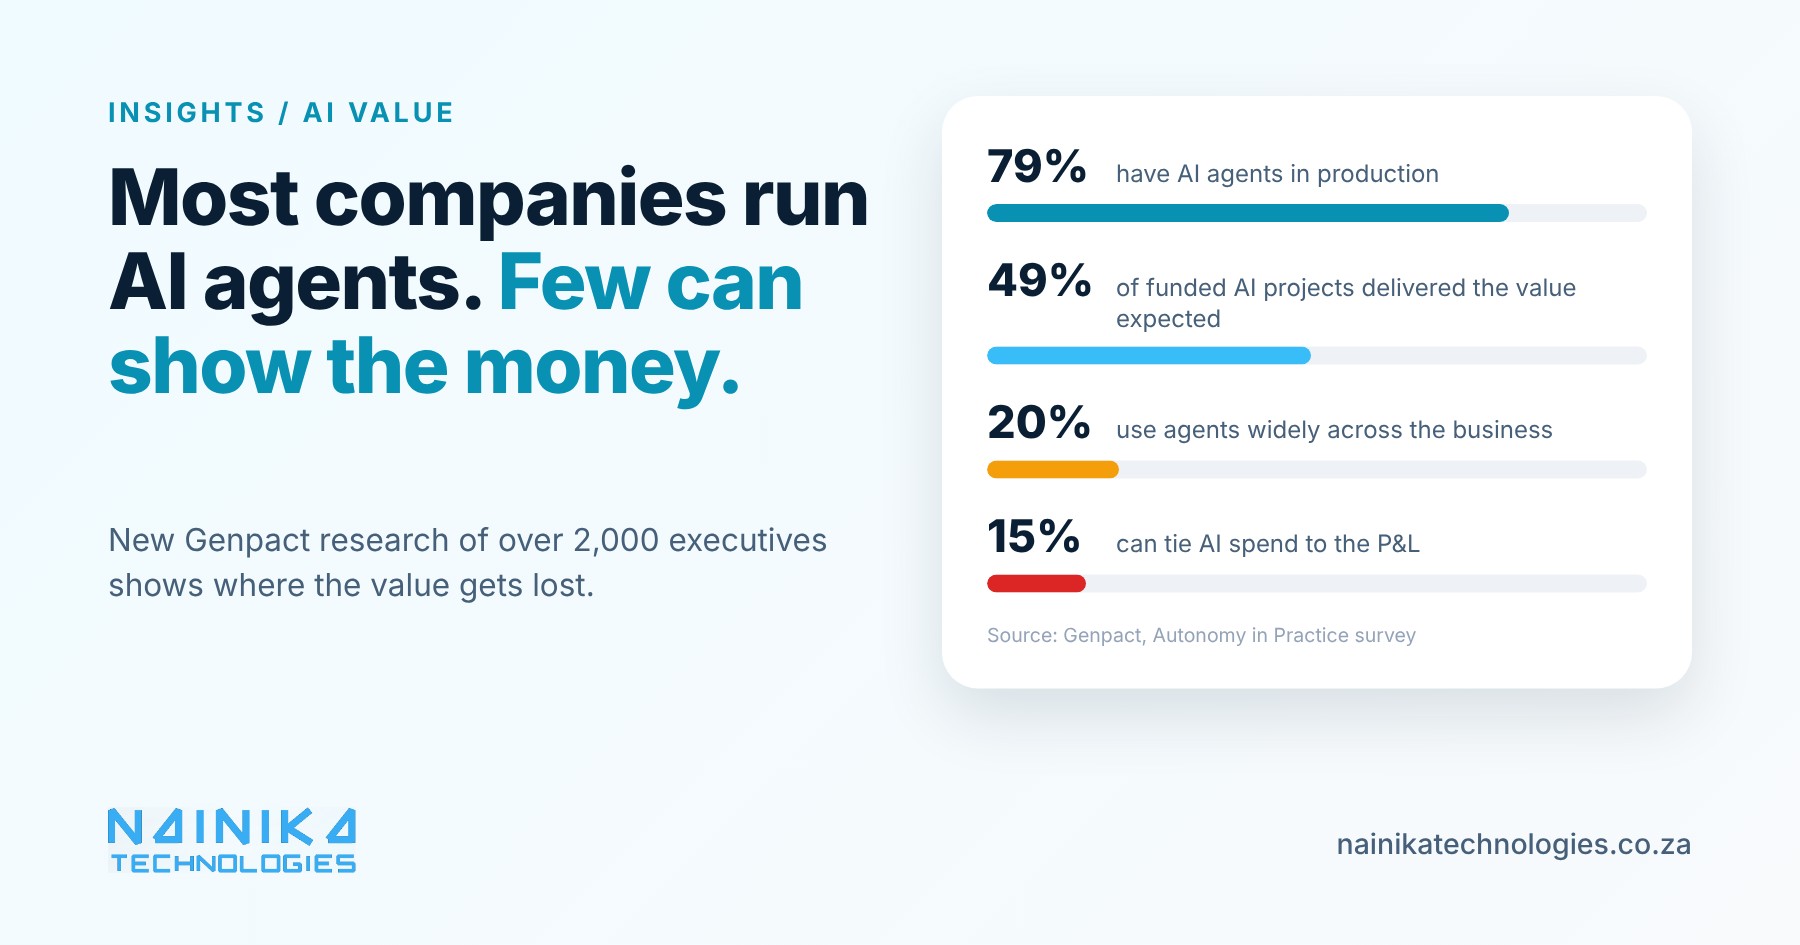 INSIGHTS / AI VALUE
Most companies run
AI agents. Few can
show the money.
New Genpact research of over 2,000 executives
shows where the value gets lost.
79% have AI agents in production
49% of funded AI projects delivered the value
expected
20% use agents widely across the business
15% can tie AI spend to the P&L
Source: Genpact, Autonomy in Practice survey
NAINIKA
TECHNOLOGIES
nainikatechnologies.co.za